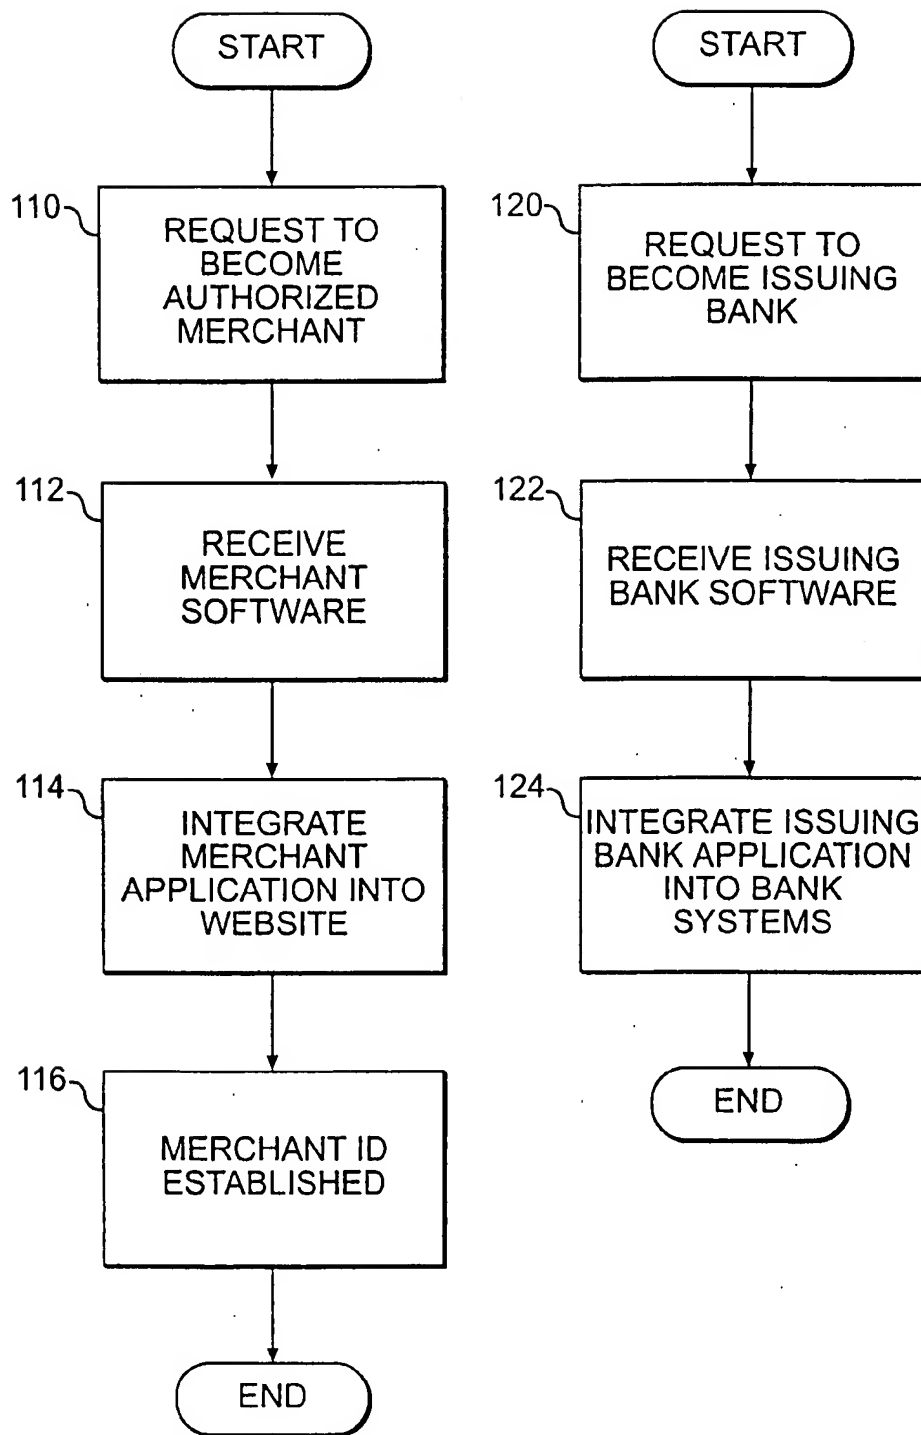 START
110
REQUEST TO
BECOME
AUTHORIZED
MERCHANT
112
RECEIVE
MERCHANT
SOFTWARE
114
INTEGRATE
MERCHANT
APPLICATION INTO
WEBSITE
116
MERCHANT ID
ESTABLISHED
END
START
120
REQUEST TO
BECOME ISSUING
BANK
122
RECEIVE ISSUING
BANK SOFTWARE
124
INTEGRATE ISSUING
BANK APPLICATION
INTO BANK
SYSTEMS
END